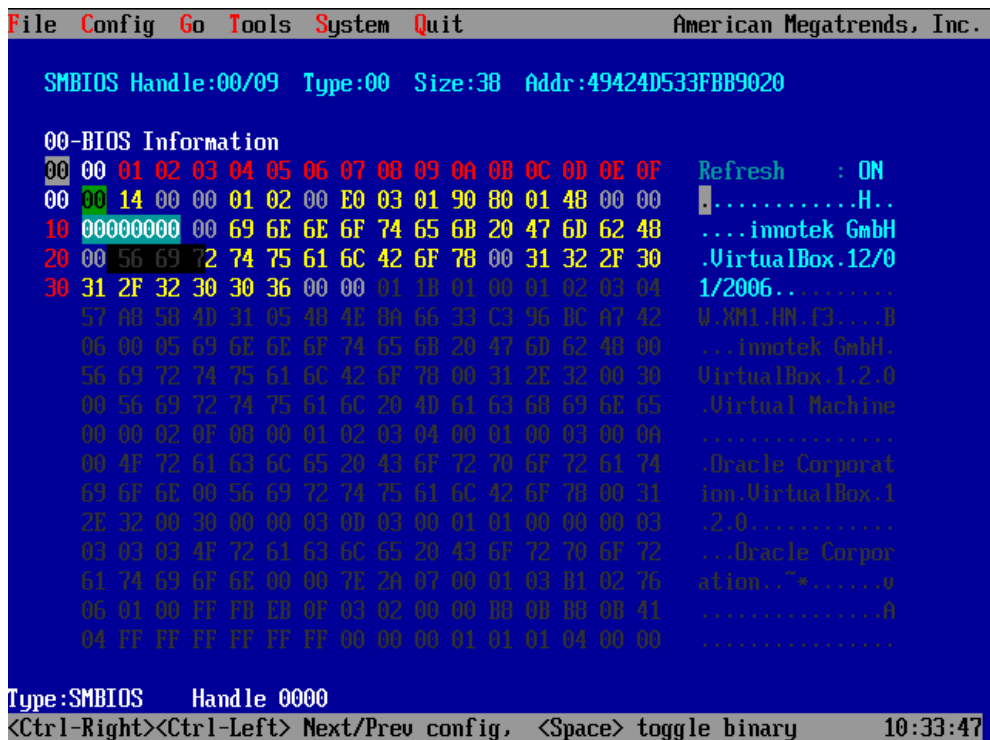 File Config Go Tools System Quit American Megatrends, Inc.
SMBIOS Handle:00/09 Type:00 Size:38 Addr:49424D533FBB9020
00-BIOS Information
00 00 01 02 03 04 05 06 07 08 09 0A 0B 0C 0D 0E 0F Refresh : ON
00 00 14 00 00 01 02 00 E0 03 01 90 80 01 48 00 00 .............H..
10 00000000 00 69 6E 6E 6F 74 65 6B 20 47 6D 62 48 ....innotek GmbH
20 00 56 69 72 74 75 61 6C 42 6F 78 00 31 32 2F 30 .VirtualBox.12/0
30 31 2F 32 30 30 36 00 00 01 1B 01 00 01 02 03 04 1/2006..........
57 A8 58 4D 31 05 48 4E 8A 66 33 C3 96 BC A7 42 W.XM1.HN.f3....B
06 00 05 69 6E 6E 6F 74 65 6B 20 47 6D 62 48 00 ...innotek GmbH.
56 69 72 74 75 61 6C 42 6F 78 00 31 2E 32 00 30 VirtualBox.1.2.0
00 56 69 72 74 75 61 6C 20 4D 61 63 68 69 6E 65 .Virtual Machine
00 00 02 0F 08 00 01 02 03 04 00 01 00 03 00 0A ................
00 4F 72 61 63 6C 65 20 43 6F 72 70 6F 72 61 74 .Oracle Corporat
69 6F 6E 00 56 69 72 74 75 61 6C 42 6F 78 00 31 ion.VirtualBox.1
2E 32 00 30 00 00 03 0D 03 00 01 01 00 00 00 03 .2.0............
03 03 03 4F 72 61 63 6C 65 20 43 6F 72 70 6F 72 ...Oracle Corpor
61 74 69 6F 6E 00 00 7E 2A 07 00 01 03 B1 02 76 ation..~*......v
06 01 00 FF FB EB 0F 03 02 00 00 B8 0B B8 0B 41 ...............A
04 FF FF FF FF FF FF 00 00 00 01 01 01 04 00 00 ................
Type:SMBIOS Handle 0000
<Ctrl-Right><Ctrl-Left> Next/Prev config, <Space> toggle binary 10:33:47